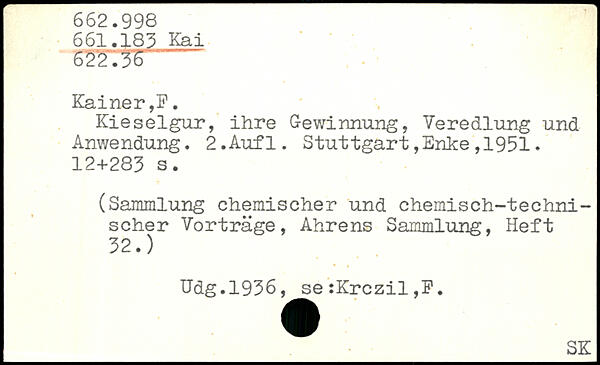 662.998
661.183 Kai
622.36
Kainer,F.
Kieselgur, ihre Gewinnung, Veredlung und
Anwendung. 2.Aufl. Stuttgart,Enke,1951.
12+283 s.
(Sammlung chemischer und chemisch-techni-
scher Vorträge, Ahrens Sammlung, Heft
32.)
Udg.1936, se:Krczil,F.
SK